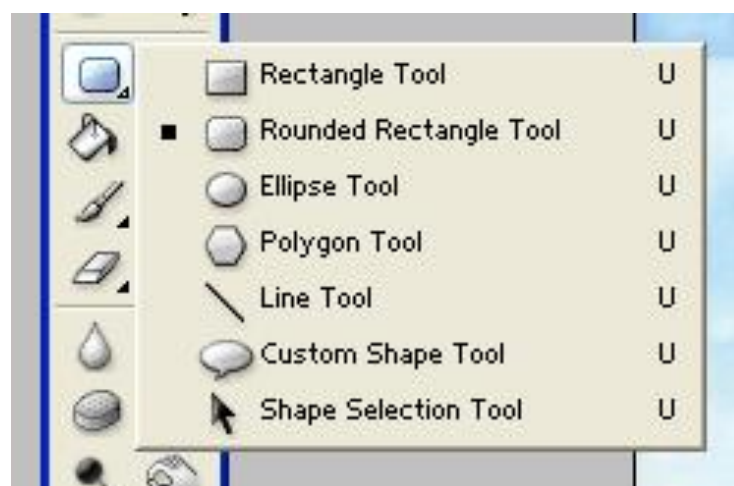 Rectangle Tool U
Rounded Rectangle Tool U
Ellipse Tool U
Polygon Tool U
Line Tool U
Custom Shape Tool U
Shape Selection Tool U